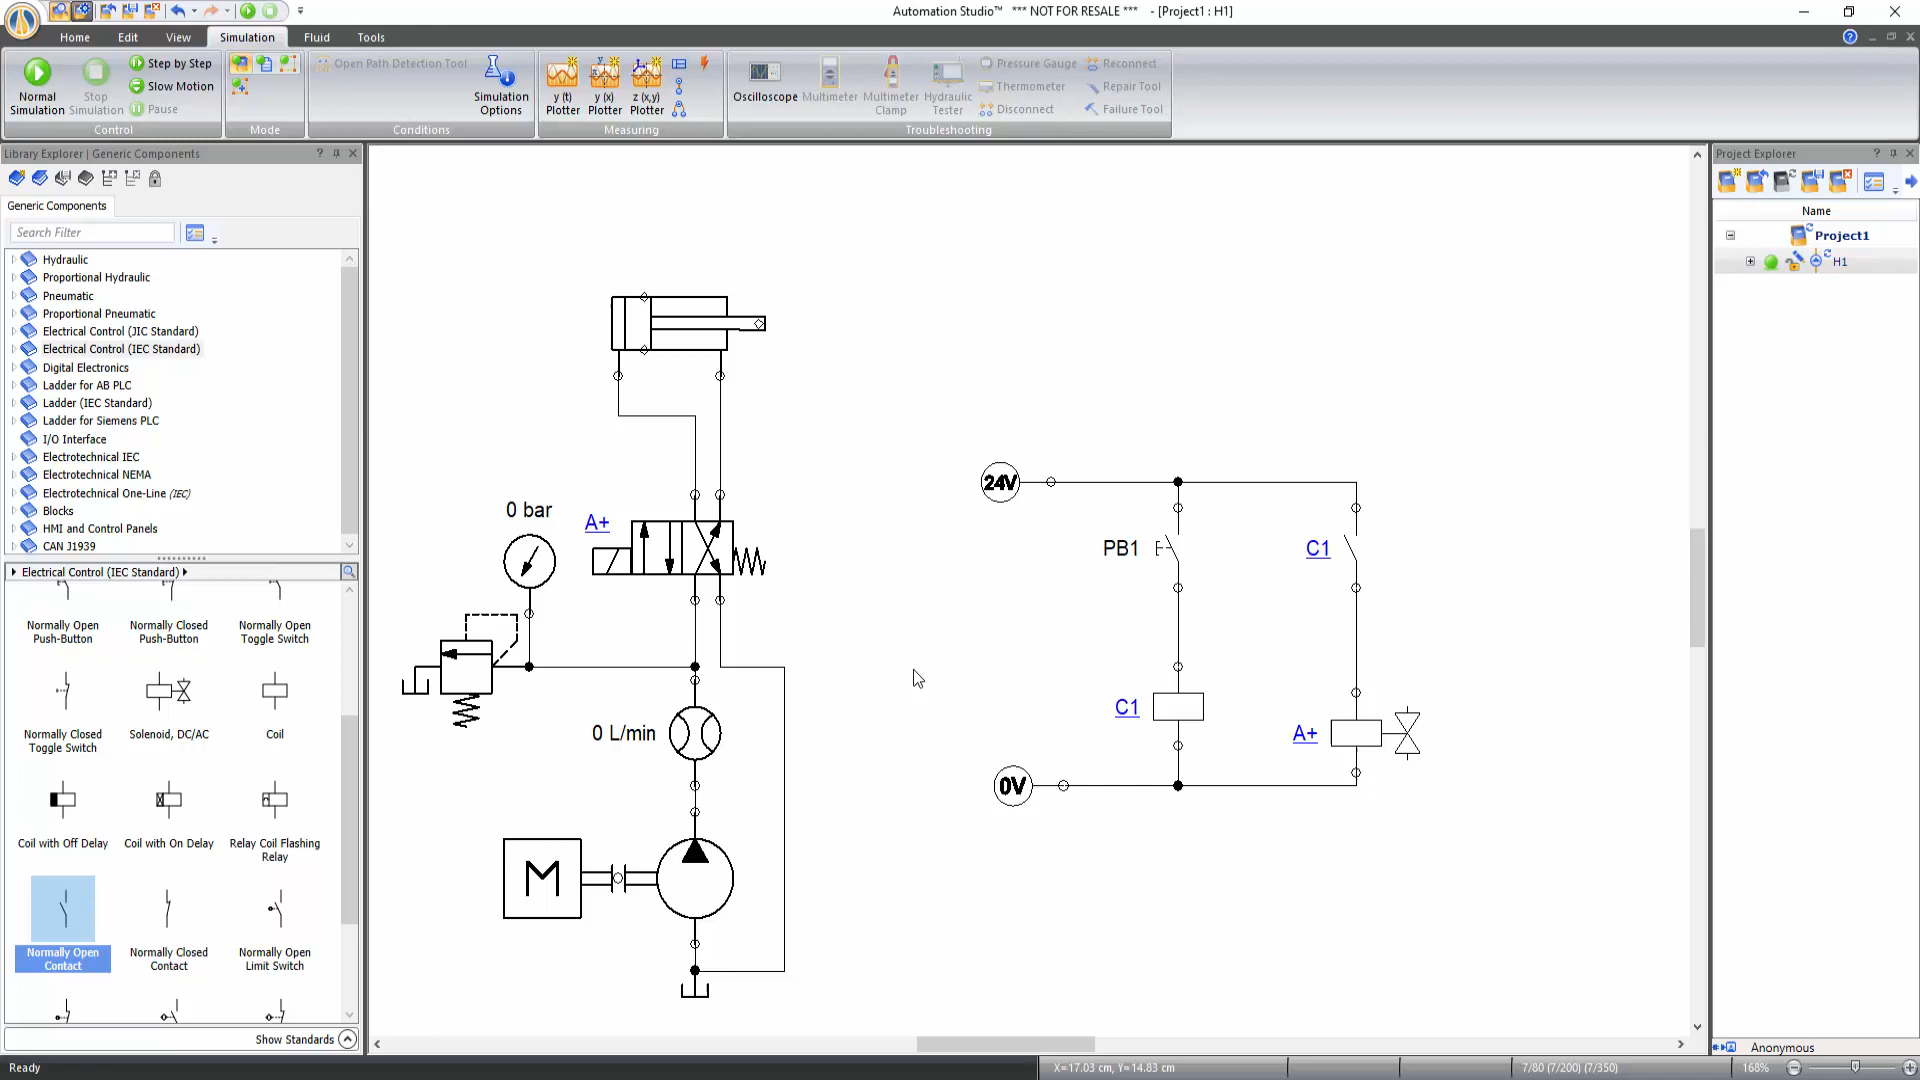 Automation Studio™ *** NOT FOR RESALE *** - [Project1 : H1]
Home Edit View Simulation Fluid Tools
Normal Simulation
Stop Simulation
Step by Step
Slow Motion
Pause
Control
Mode
Open Path Detection Tool
Simulation Options
Conditions
y (t) Plotter
y (x) Plotter
z (x,y) Plotter
Measuring
Oscilloscope
Multimeter
Multimeter Clamp
Hydraulic Tester
Pressure Gauge
Thermometer
Disconnect
Reconnect
Repair Tool
Failure Tool
Troubleshooting
Library Explorer | Generic Components
Generic Components
Search Filter
Hydraulic
Proportional Hydraulic
Pneumatic
Proportional Pneumatic
Electrical Control (JIC Standard)
Electrical Control (IEC Standard)
Digital Electronics
Ladder for AB PLC
Ladder (IEC Standard)
Ladder for Siemens PLC
I/O Interface
Electrotechnical IEC
Electrotechnical NEMA
Electrotechnical One-Line (IEC)
Blocks
HMI and Control Panels
CAN J1939
Electrical Control (IEC Standard)
Normally Open Push-Button
Normally Closed Push-Button
Normally Open Toggle Switch
Normally Closed Toggle Switch
Solenoid, DC/AC
Coil
Coil with Off Delay
Coil with On Delay
Relay Coil Flashing Relay
Normally Open Contact
Normally Closed Contact
Normally Open Limit Switch
Show Standards
0 bar
A+
0 L/min
M
24V
PB1
C1
C1
A+
0V
Project Explorer
Name
Project1
H1
Anonymous
Ready
X=17.03 cm, Y=14.83 cm
7/80 (7/200) (7/350)
168%